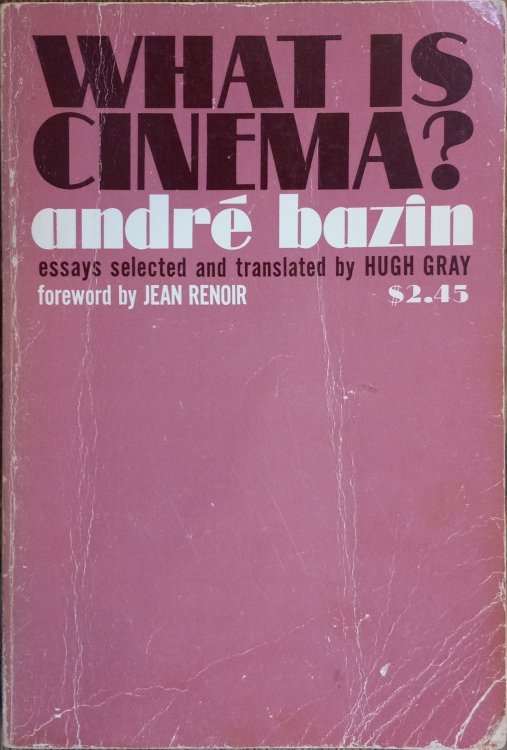 WHAT IS
CINEMA?
andré bazin
essays selected and translated by HUGH GRAY
foreword by JEAN RENOIR $2.45